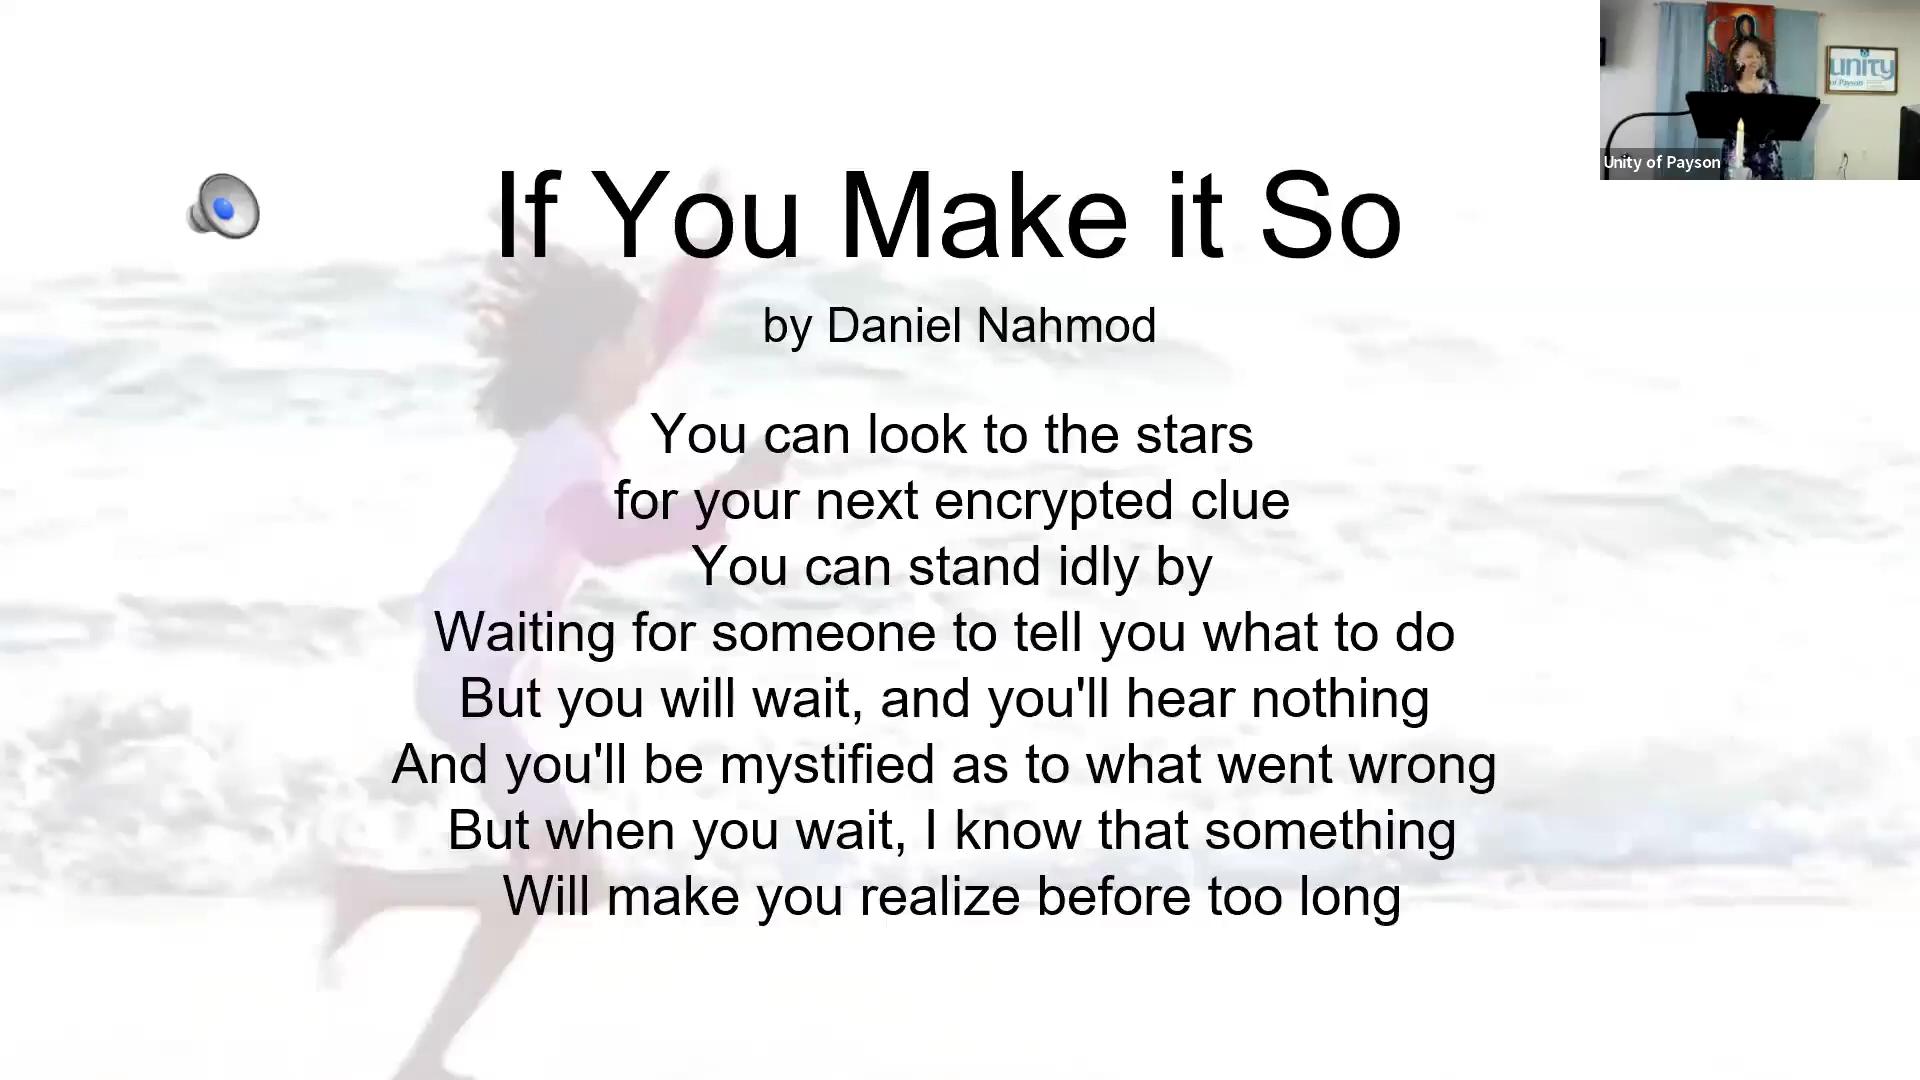 If You Make it So
by Daniel Nahmod
You can look to the stars
for your next encrypted clue
You can stand idly by
Waiting for someone to tell you what to do
But you will wait, and you'll hear nothing
And you'll be mystified as to what went wrong
But when you wait, I know that something
Will make you realize before too long
unity
of Payson
Unity of Payson